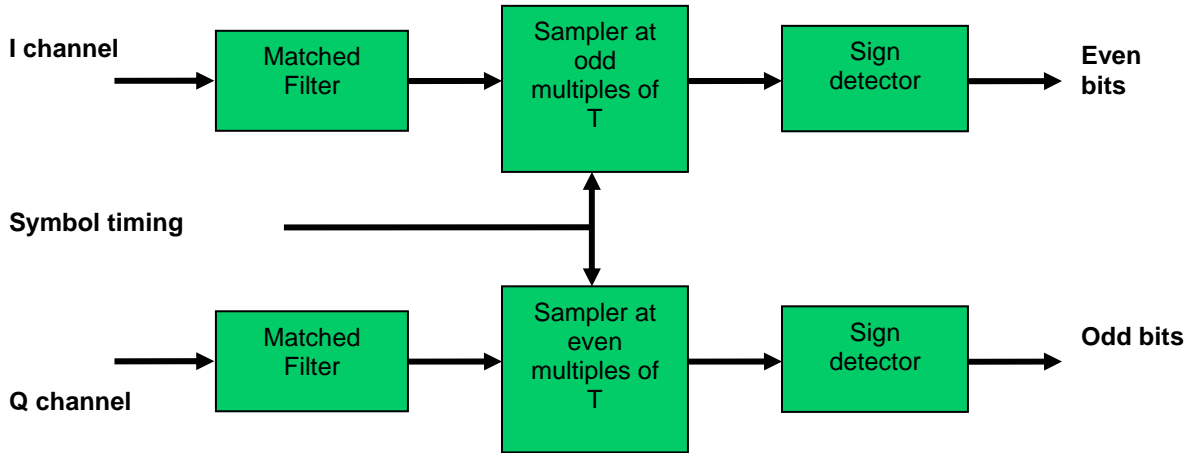 I channel
Matched
Filter
Sampler at
odd
multiples of
T
Sign
detector
Even
bits
Symbol timing
Q channel
Matched
Filter
Sampler at
even
multiples of
T
Sign
detector
Odd bits